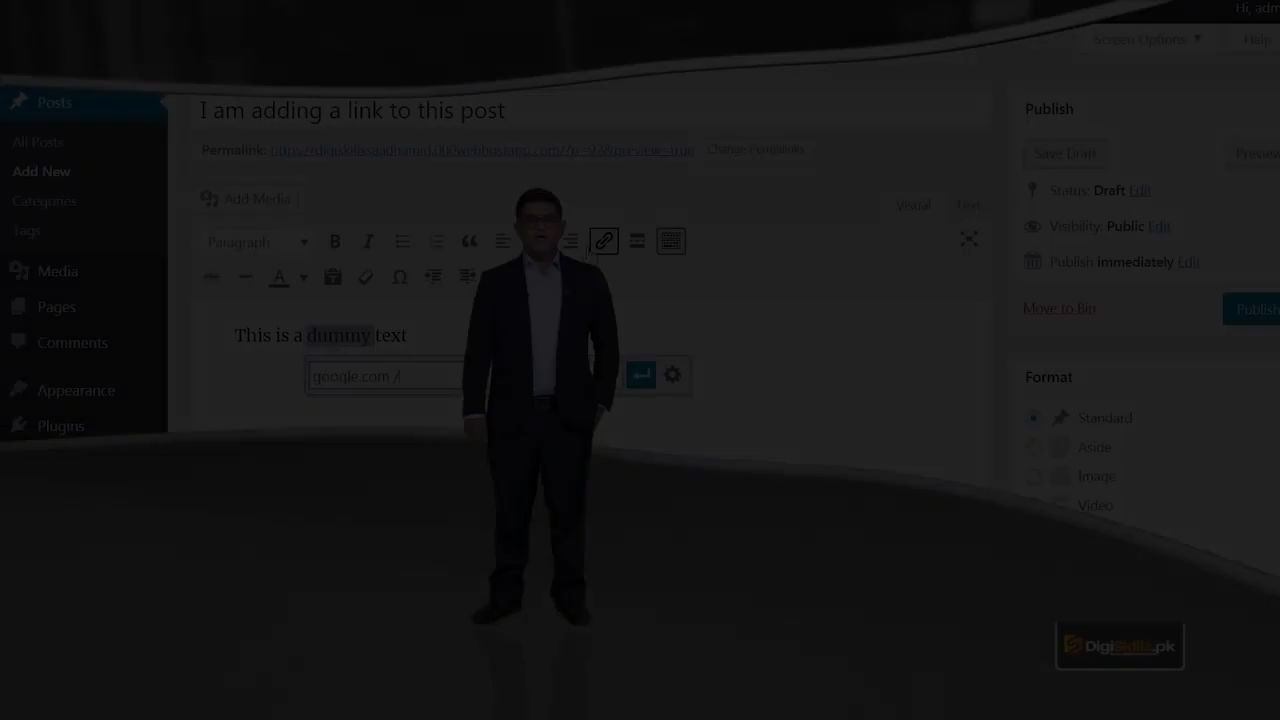 Hi, adm
Screen Options Help
Posts
All Posts
Add New
Categories
Tags
Media
Pages
Comments
Appearance
Plugins
I am adding a link to this post
Permalink: Change Permalinks
Add Media
Visual Text
Paragraph B I
A Ω
This is a dummy text
google.com /
Publish
Save Draft Preview
Status: Draft Edit
Visibility: Public Edit
Publish immediately Edit
Move to Bin
Publish
Format
Standard
Aside
Image
Video
DigiSkills.pk